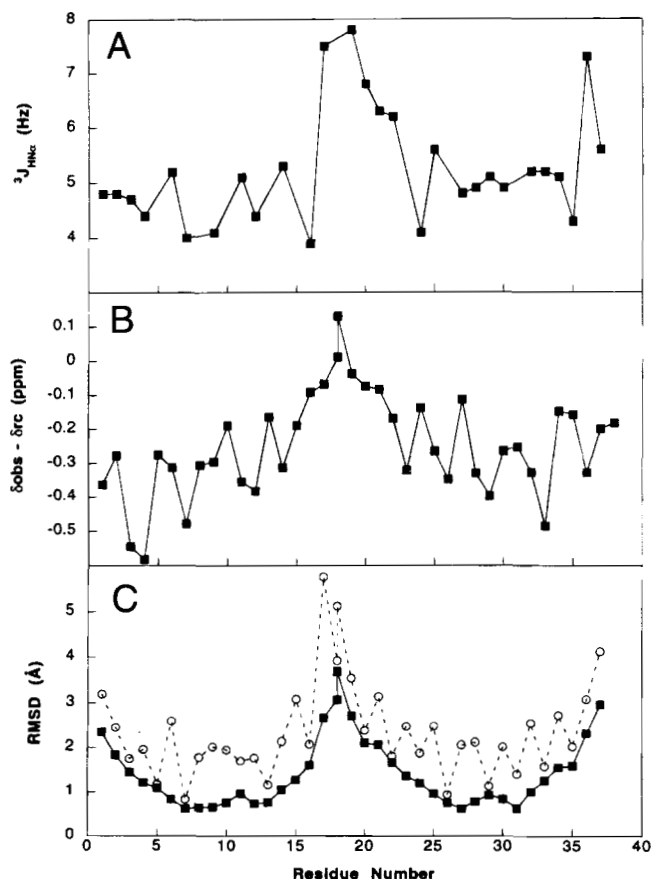 A
8
7
6
5
4
³J_HNα (Hz)
B
0.1
0
-0.1
-0.2
-0.3
-0.4
-0.5
δobs - δrc (ppm)
C
5
4
3
2
1
0
RMSD (Å)
0 5 10 15 20 25 30 35 40
Residue Number